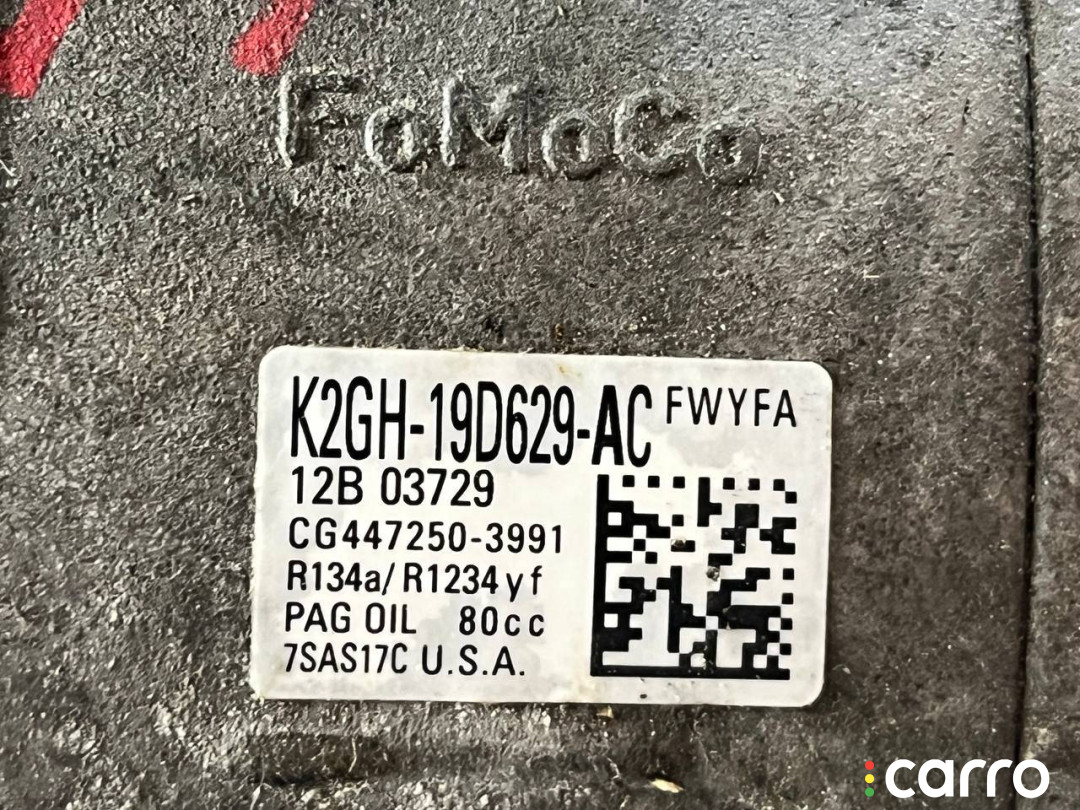 FoMoCo
K2GH-19D629-AC FWYFA
12B 03729
CG447250-3991
R134a/R1234yf
PAG OIL 80cc
7SAS17C U.S.A.
carro